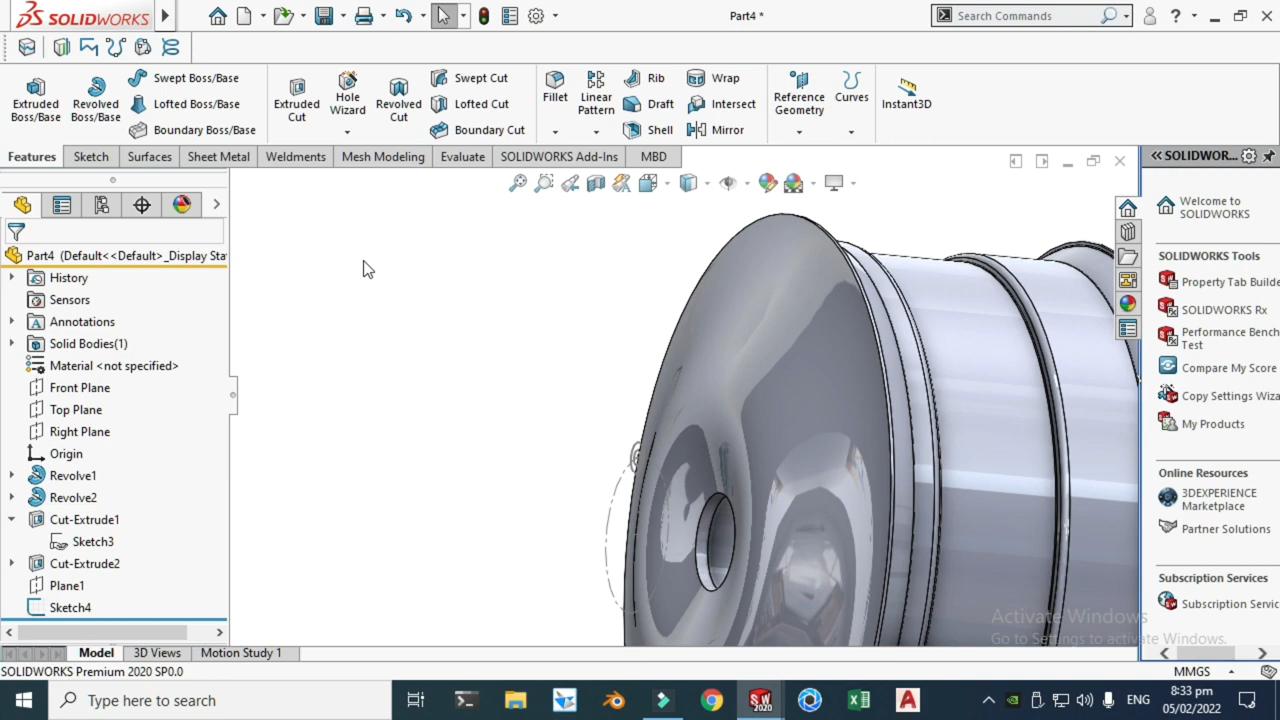 SOLIDWORKS
Part4 *
Search Commands
Extruded Boss/Base
Revolved Boss/Base
Swept Boss/Base
Lofted Boss/Base
Boundary Boss/Base
Extruded Cut
Hole Wizard
Revolved Cut
Swept Cut
Lofted Cut
Boundary Cut
Fillet
Linear Pattern
Rib
Draft
Shell
Wrap
Intersect
Mirror
Reference Geometry
Curves
Instant3D
Features
Sketch
Surfaces
Sheet Metal
Weldments
Mesh Modeling
Evaluate
SOLIDWORKS Add-Ins
MBD
SOLIDWOR...
Part4 (Default<<Default>_Display Sta
History
Sensors
Annotations
Solid Bodies(1)
Material <not specified>
Front Plane
Top Plane
Right Plane
Origin
Revolve1
Revolve2
Cut-Extrude1
Sketch3
Cut-Extrude2
Plane1
Sketch4
Welcome to
SOLIDWORKS
SOLIDWORKS Tools
Property Tab Builde
SOLIDWORKS Rx
Performance Bench
Test
Compare My Score
Copy Settings Wiza
My Products
Online Resources
3DEXPERIENCE
Marketplace
Partner Solutions
Subscription Services
Subscription Servic
Activate Windows
Go to Settings to activate Windows.
Model
3D Views
Motion Study 1
SOLIDWORKS Premium 2020 SP0.0
MMGS
Type here to search
SW
2020
ENG
8:33 pm
05/02/2022